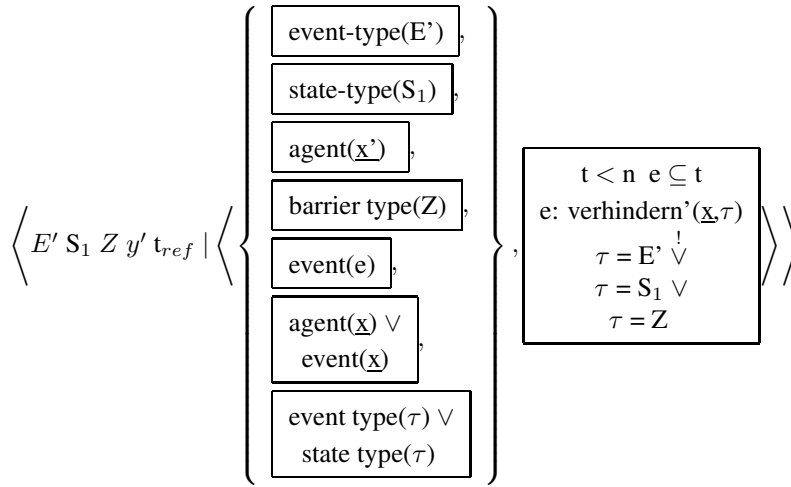 event-type(E’) ,
state-type(S₁) ,
agent(x’) ,
barrier type(Z) ,
event(e) ,
agent(x) ∨
event(x) ,
event type(τ) ∨
state type(τ)
⟨ E′ S₁ Z y′ t_ref | ⟨ { } , ⟩ ⟩
t < n e ⊆ t
e: verhindern’(x,τ)
τ = E’ ∨!
τ = S₁ ∨
τ = Z